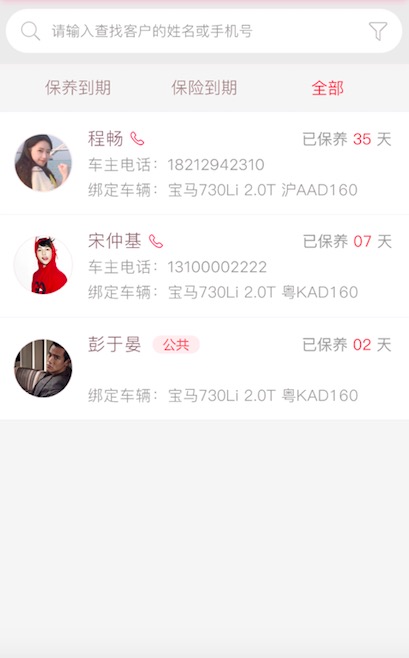 请输入查找客户的姓名或手机号
保养到期 保险到期 全部
程畅 已保养 35 天
车主电话：18212942310
绑定车辆：宝马730Li 2.0T 沪AAD160
宋仲基 已保养 07 天
车主电话：13100002222
绑定车辆：宝马730Li 2.0T 粤KAD160
彭于晏 公共 已保养 02 天
绑定车辆：宝马730Li 2.0T 粤KAD160